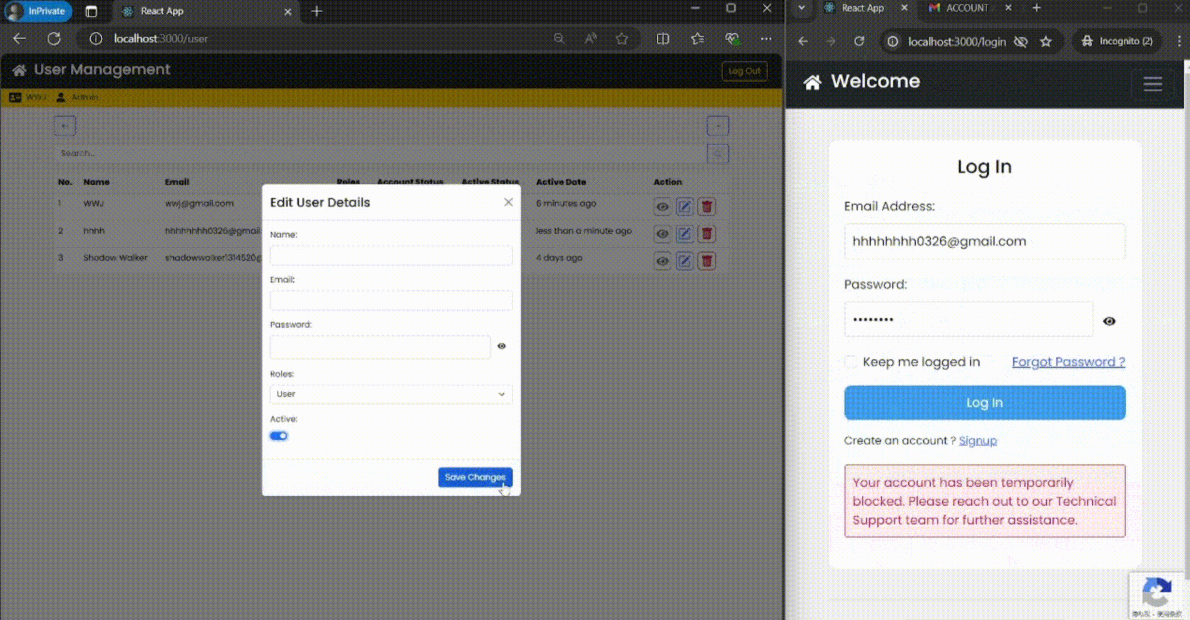 InPrivate
React App
localhost:3000/user
User Management
Log Out
WWJ Admin
Search...
No. Name Email Roles Account Status Active Status Active Date Action
1 WWJ wwj@gmail.com 6 minutes ago
2 hhhh hhhhhhhh0326@gmail less than a minute ago
3 Shadow Walker shadowwalker1314520@ 4 days ago
Edit User Details
Name:
Email:
Password:
Roles:
User
Active:
Save Changes
React App
ACCOUNT
localhost:3000/login
Incognito (2)
Welcome
Log In
Email Address:
hhhhhhhh0326@gmail.com
Password:
••••••••
Keep me logged in Forgot Password ?
Log In
Create an account ? Signup
Your account has been temporarily
blocked. Please reach out to our Technical
Support team for further assistance.